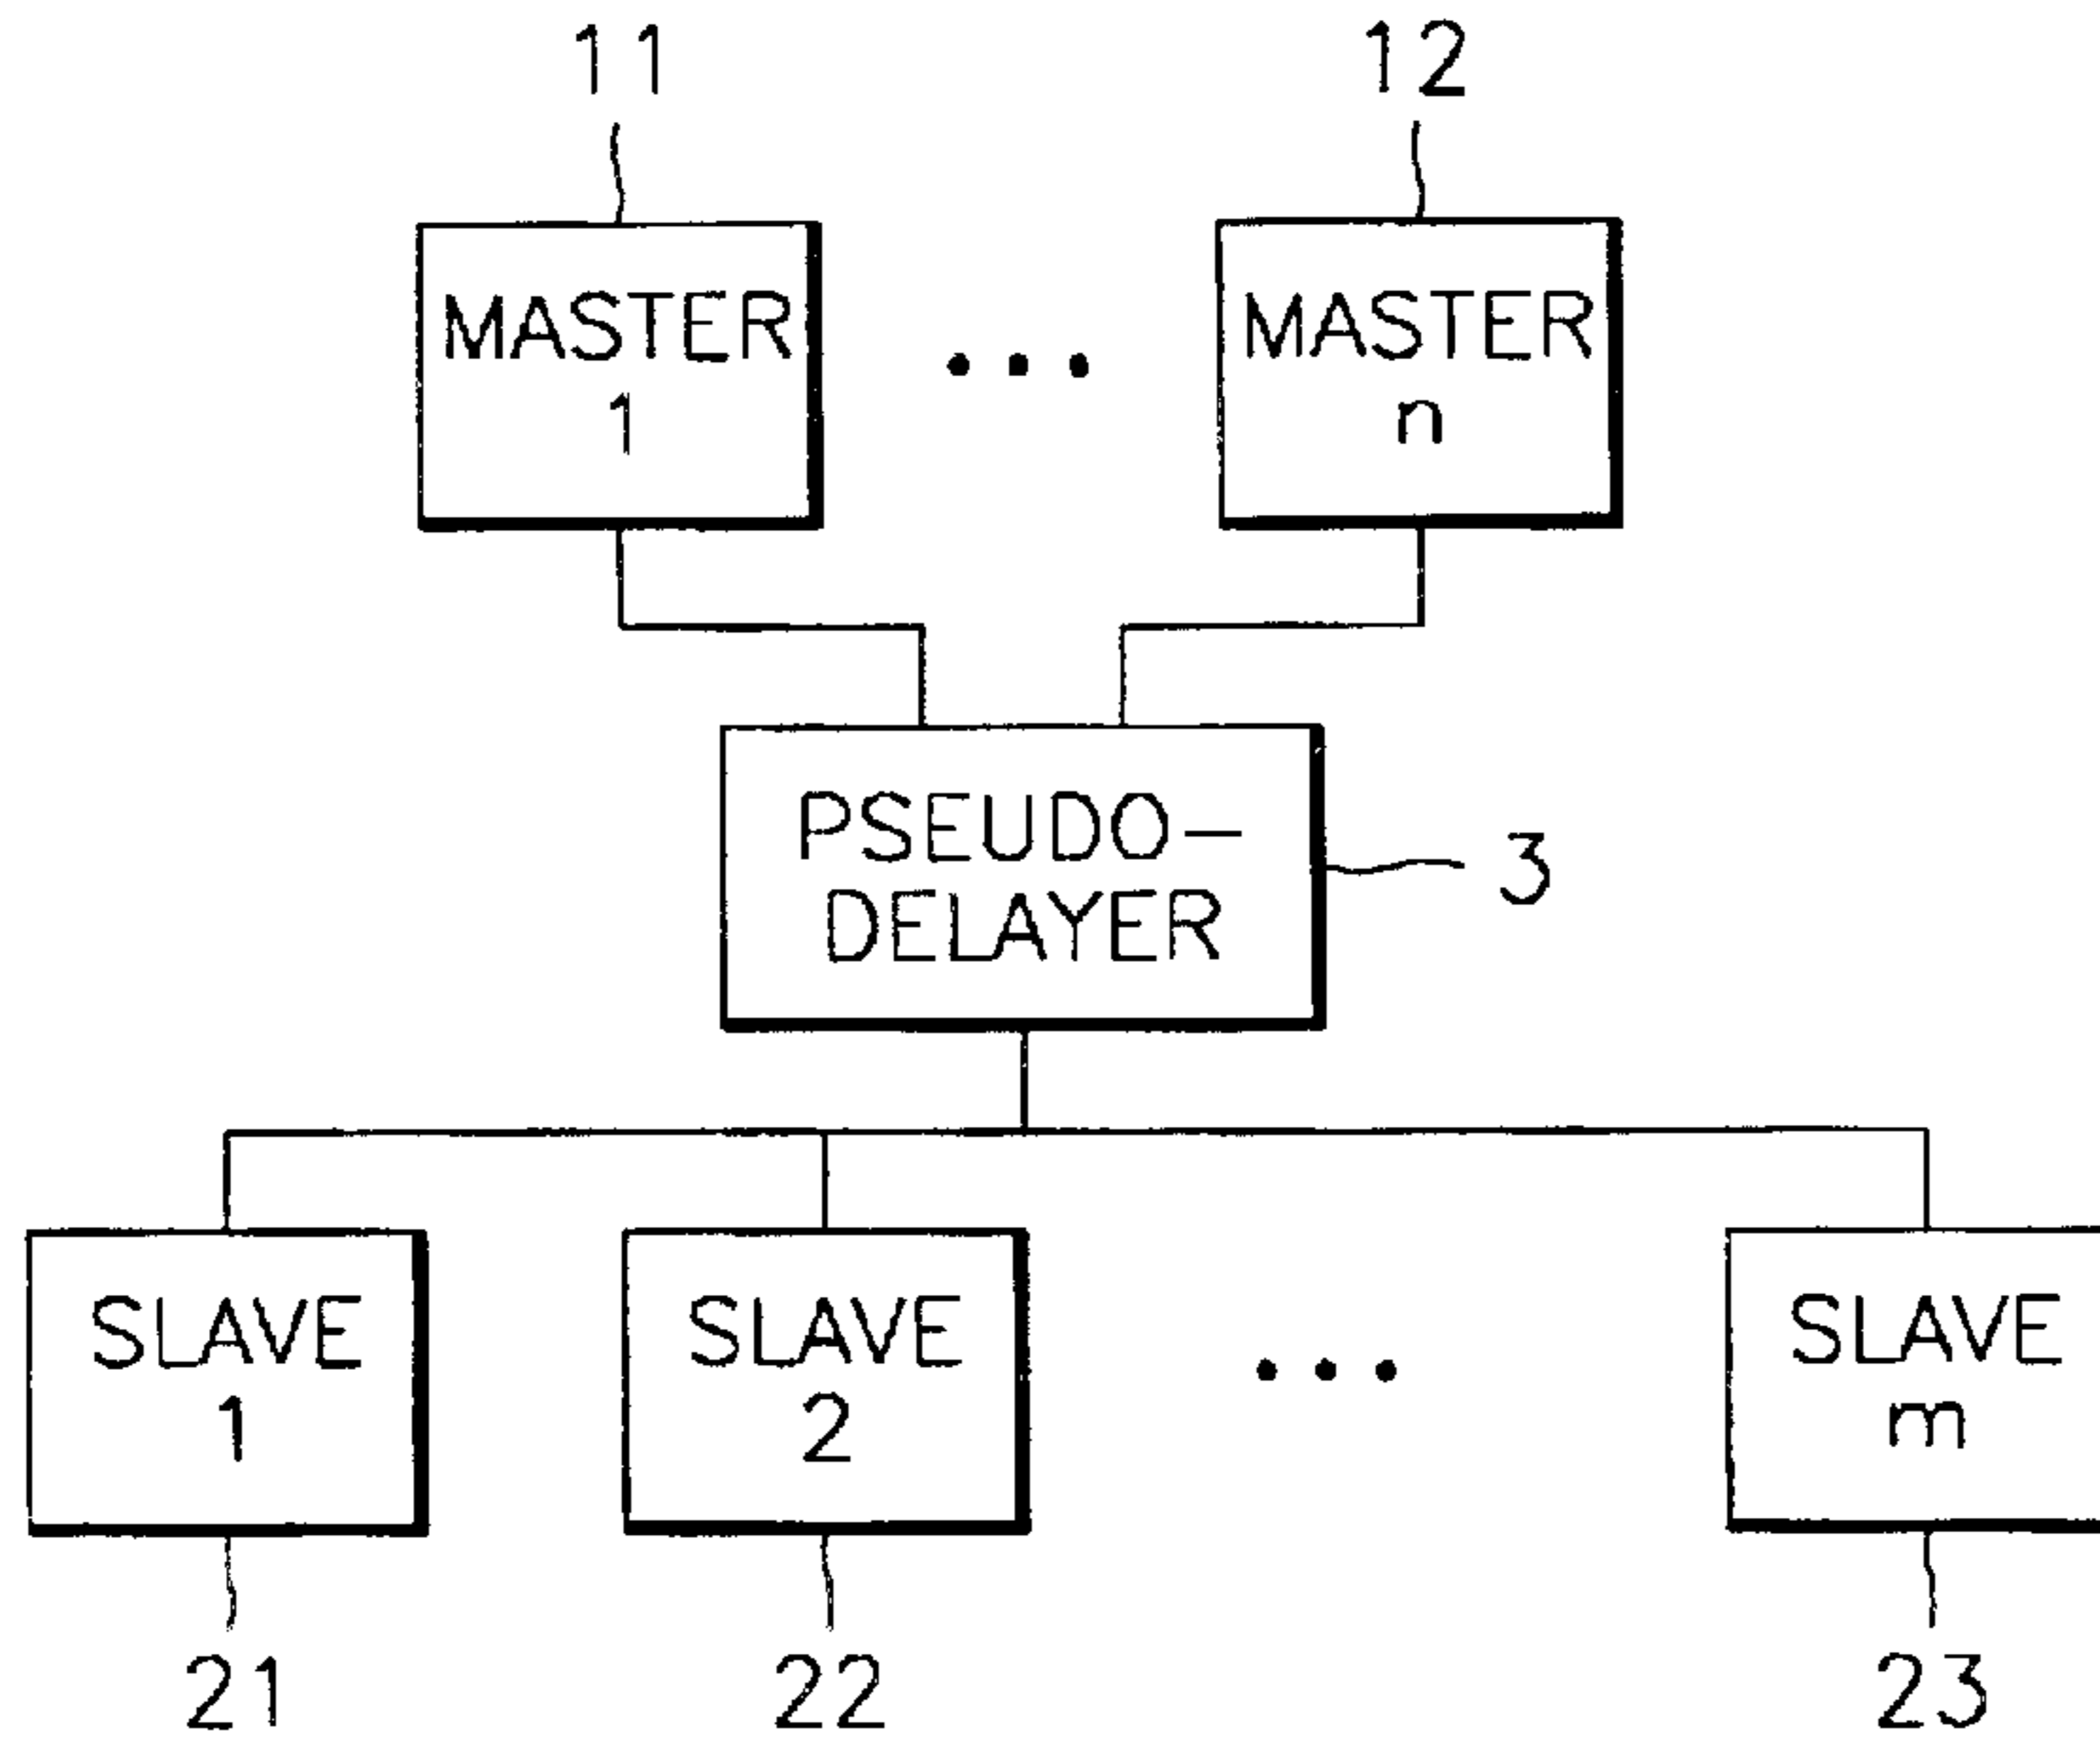 11
12
MASTER
1
• • •
MASTER
n
PSEUDO-
DELAYER
3
SLAVE
1
SLAVE
2
• • •
SLAVE
m
21
22
23